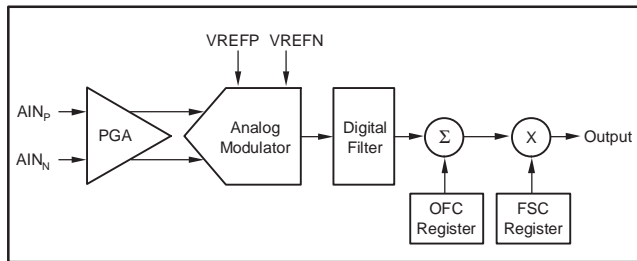 VREFP VREFN
AINP
AINN
PGA
Analog
Modulator
Digital
Filter
Σ
X
Output
OFC
Register
FSC
Register